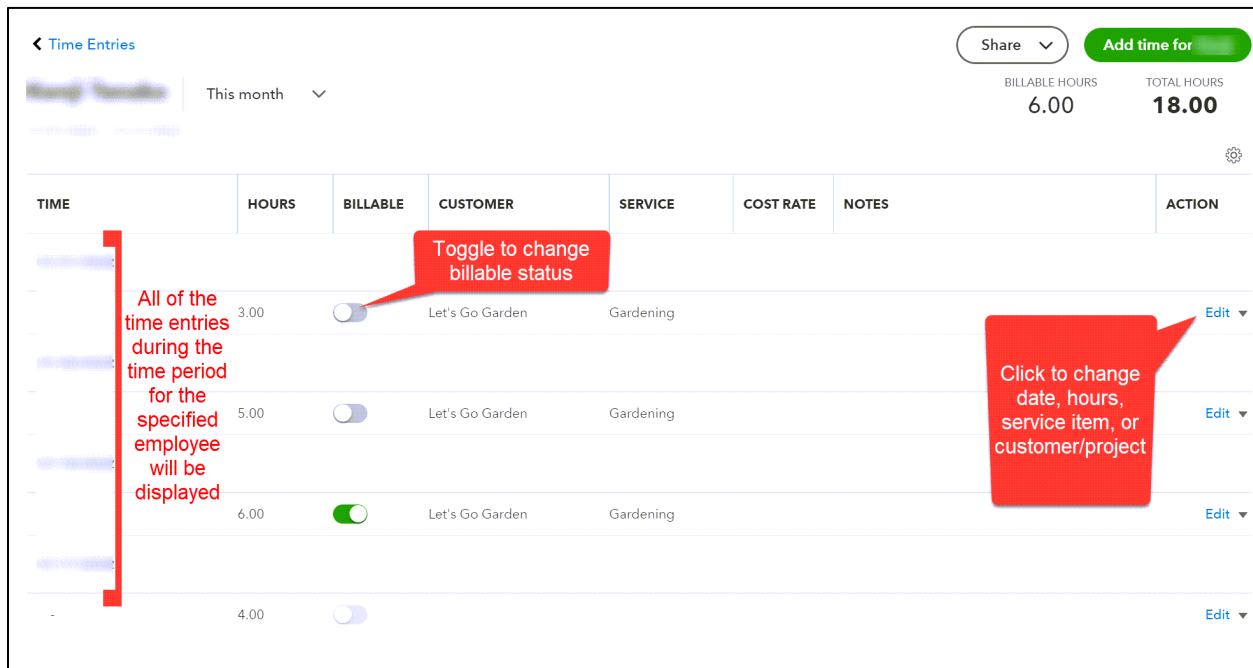 Time Entries
Share
Add time for
This month
BILLABLE HOURS
TOTAL HOURS
6.00
18.00
TIME
HOURS
BILLABLE
CUSTOMER
SERVICE
COST RATE
NOTES
ACTION
Toggle to change
billable status
All of the
time entries
during the
time period
for the
specified
employee
will be
displayed
3.00
Let's Go Garden
Gardening
Edit
Click to change
date, hours,
service item, or
customer/project
5.00
Let's Go Garden
Gardening
Edit
6.00
Let's Go Garden
Gardening
Edit
-
4.00
Edit